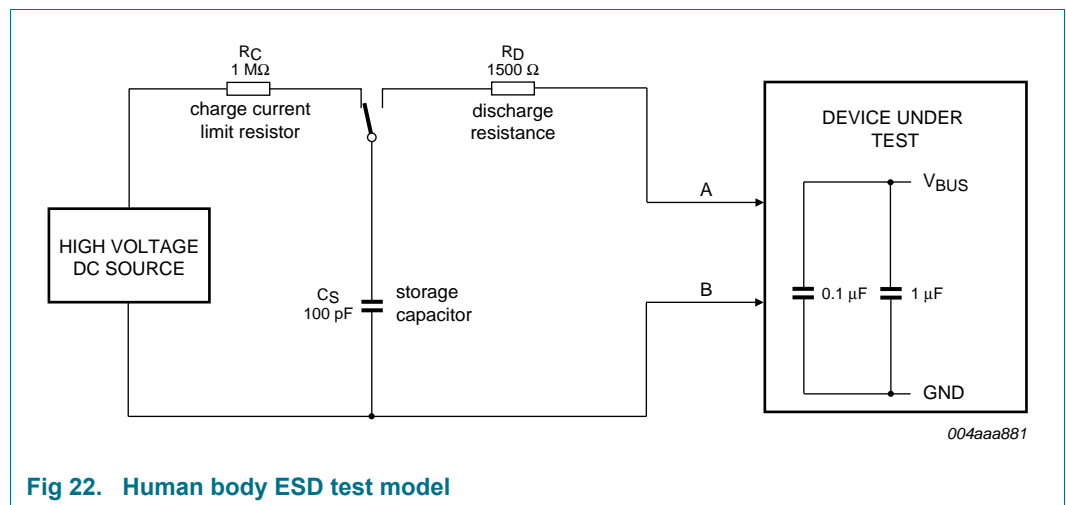 RC
1 MΩ
charge current
limit resistor
RD
1500 Ω
discharge
resistance
DEVICE UNDER
TEST
VBUS
A
HIGH VOLTAGE
DC SOURCE
CS
100 pF
storage
capacitor
B
0.1 μF
1 μF
GND
004aaa881
Fig 22. Human body ESD test model